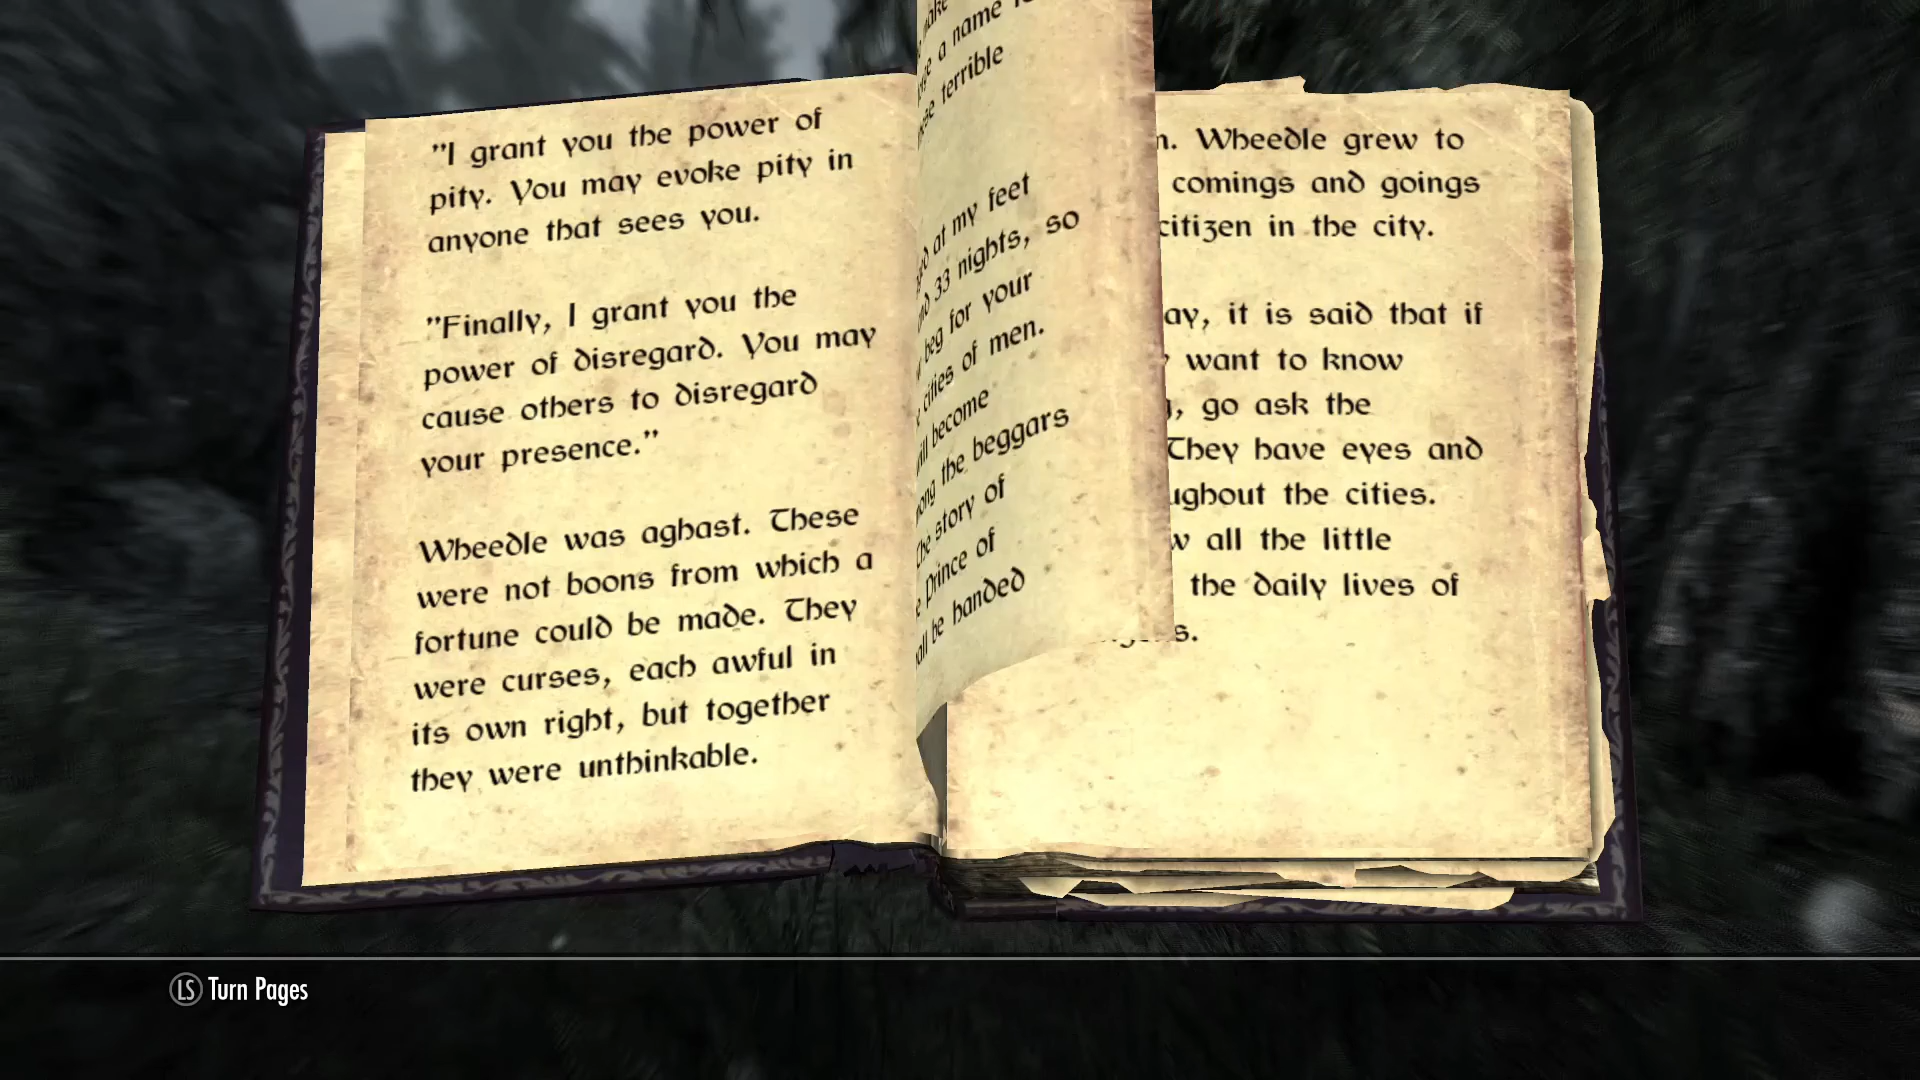 "I grant you the power of
pity. You may evoke pity in
anyone that sees you.
"Finally, I grant you the
power of disregard. You may
cause others to disregard
your presence."
Wheedle was aghast. These
were not boons from which a
fortune could be made. They
were curses, each awful in
its own right, but together
they were unthinkable.
a name
terrible
at my feet
33 nights, so
beg for your
cities of men.
become
the beggars
The story of
Prince of
be handed
Wheedle grew to
comings and goings
citizen in the city.
it is said that if
want to know
go ask the
They have eyes and
the cities.
all the little
the daily lives of
LS Turn Pages